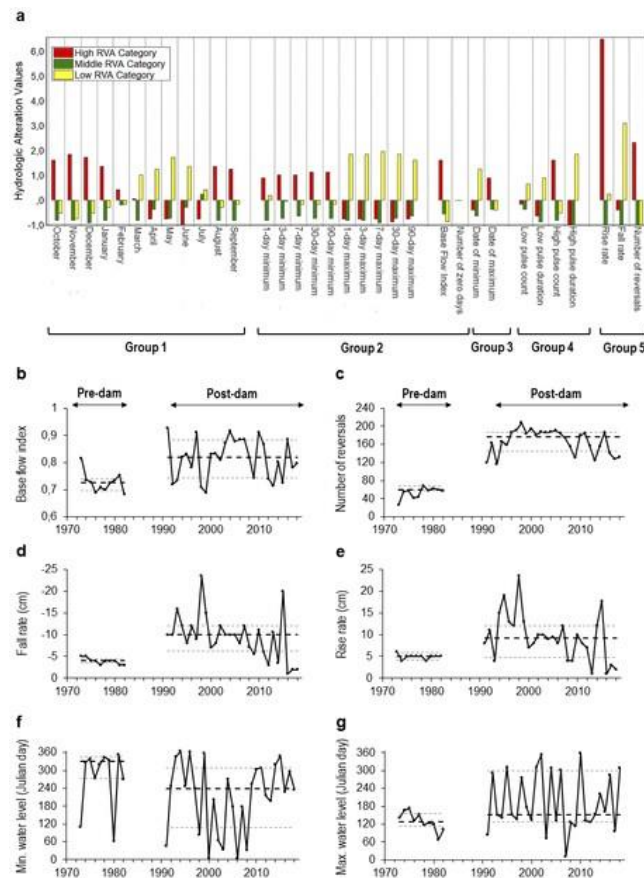 a
High RVA Category
Middle RVA Category
Low RVA Category
Hydrologic Alteration Values
6,0
5,0
4,0
3,0
2,0
1,0
0,0
-1,0
October
November
December
January
February
March
April
May
June
July
August
September
1-day minimum
3-day minimum
7-day minimum
30-day minimum
90-day minimum
1-day maximum
3-day maximum
7-day maximum
30-day maximum
90-day maximum
Base Flow Index
Number of zero days
Date of minimum
Date of maximum
Low pulse count
Low pulse duration
High pulse count
High pulse duration
Rise rate
Fall rate
Number of reversals
Group 1
Group 2
Group 3
Group 4
Group 5
b
Pre-dam
Post-dam
Base flow index
1
0,9
0,8
0,7
0,6
1970 1980 1990 2000 2010
c
Pre-dam
Post-dam
Number of reversals
240
200
160
120
80
40
0
1970 1980 1990 2000 2010
d
Fall rate (cm)
-25
-20
-15
-10
-5
0
1970 1980 1990 2000 2010
e
Rise rate (cm)
25
20
15
10
5
0
1970 1980 1990 2000 2010
f
Min. water level (Julian day)
360
300
240
180
120
60
0
1970 1980 1990 2000 2010
g
Max. water level (Julian day)
360
300
240
180
120
60
0
1970 1980 1990 2000 2010